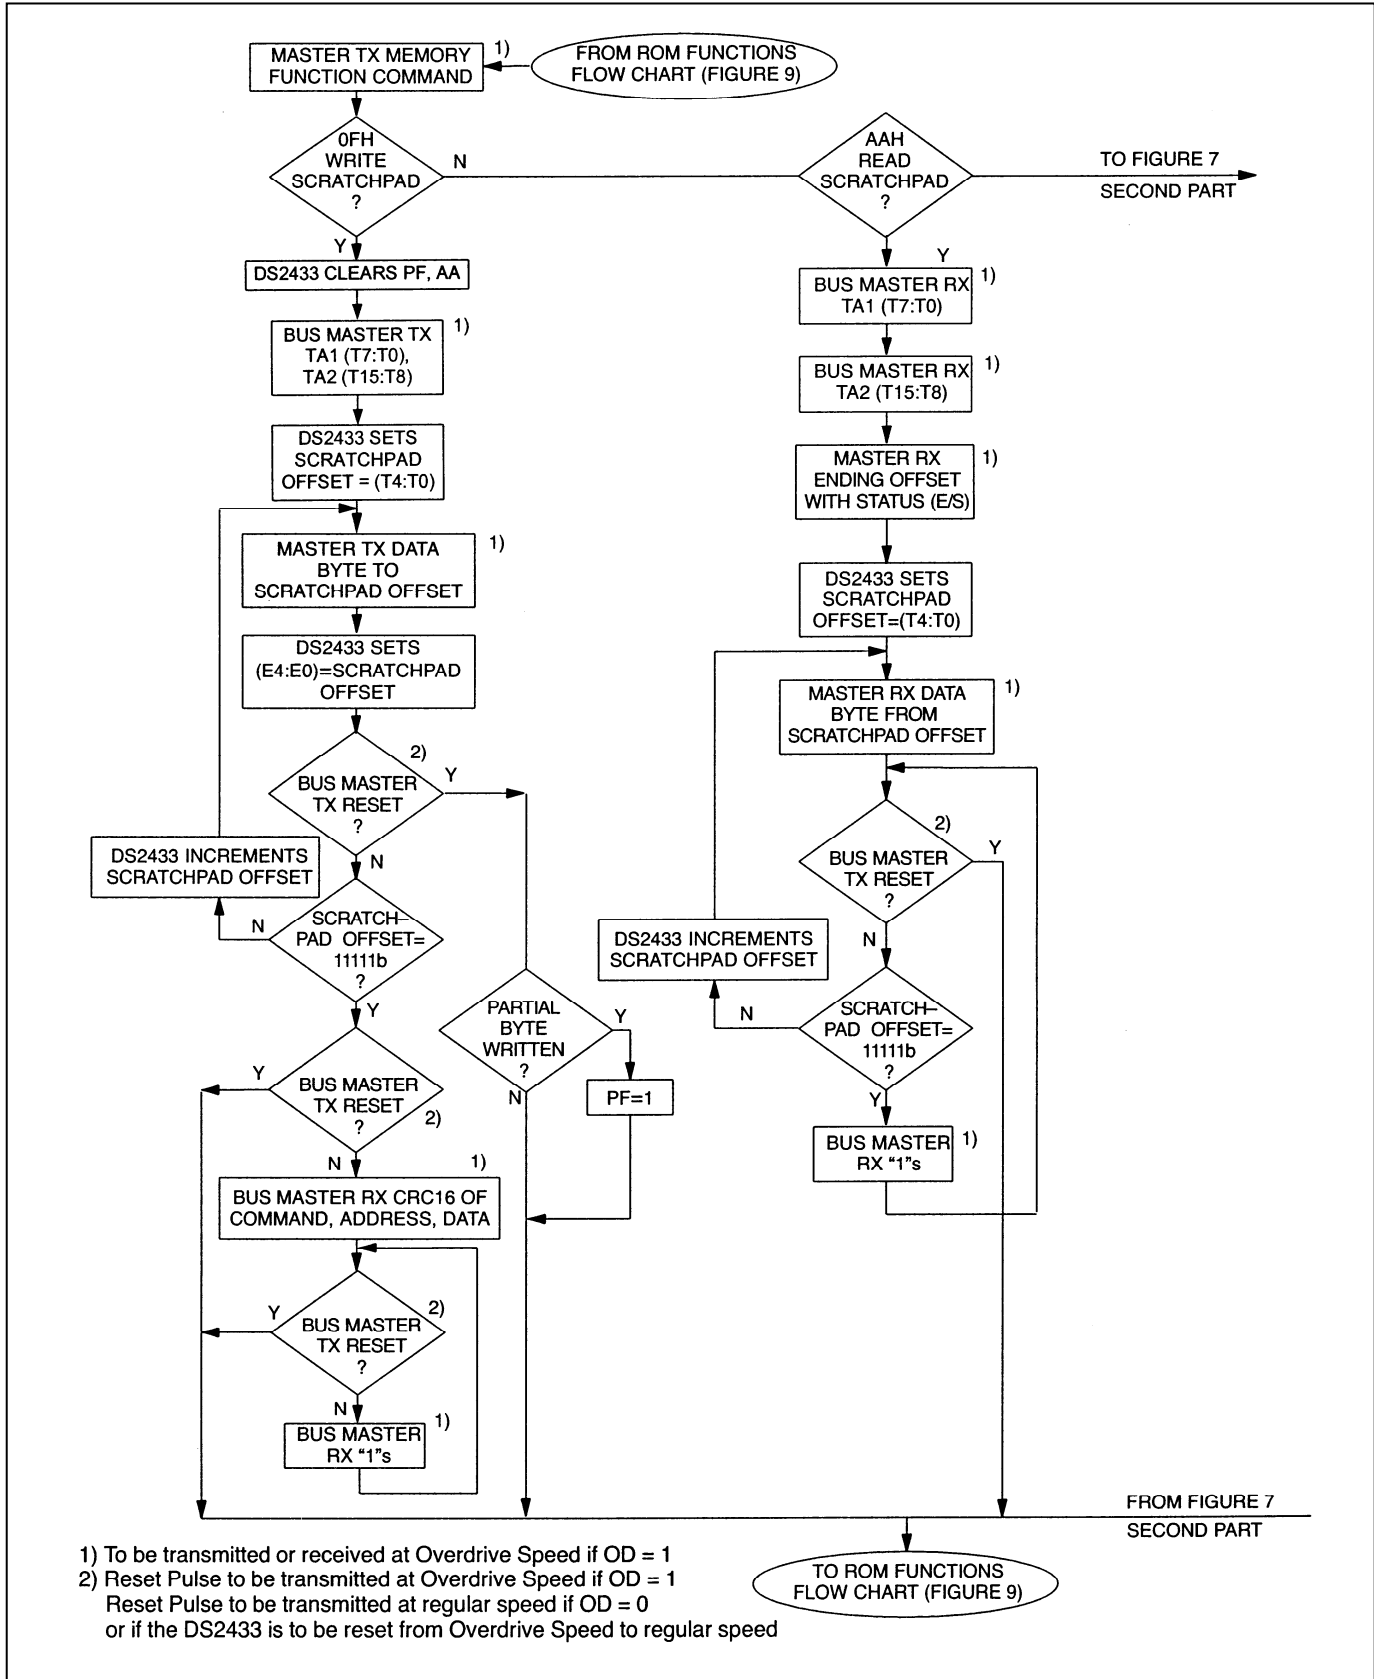 MASTER TX MEMORY
FUNCTION COMMAND
1)
FROM ROM FUNCTIONS
FLOW CHART (FIGURE 9)
0FH
WRITE
SCRATCHPAD
?
N
Y
AAH
READ
SCRATCHPAD
?
TO FIGURE 7
SECOND PART
Y
DS2433 CLEARS PF, AA
BUS MASTER TX
TA1 (T7:T0),
TA2 (T15:T8)
1)
DS2433 SETS
SCRATCHPAD
OFFSET = (T4:T0)
MASTER TX DATA
BYTE TO
SCRATCHPAD OFFSET
1)
DS2433 SETS
(E4:E0)=SCRATCHPAD
OFFSET
BUS MASTER
TX RESET
?
2)
Y
N
DS2433 INCREMENTS
SCRATCHPAD OFFSET
SCRATCH–
PAD OFFSET=
11111b
?
N
Y
PARTIAL
BYTE
WRITTEN
?
Y
N
PF=1
BUS MASTER
TX RESET
?
Y
2)
N
BUS MASTER RX CRC16 OF
COMMAND, ADDRESS, DATA
1)
BUS MASTER
TX RESET
?
Y
2)
N
BUS MASTER
RX “1”s
1)
BUS MASTER RX
TA1 (T7:T0)
1)
BUS MASTER RX
TA2 (T15:T8)
1)
MASTER RX
ENDING OFFSET
WITH STATUS (E/S)
1)
DS2433 SETS
SCRATCHPAD
OFFSET=(T4:T0)
MASTER RX DATA
BYTE FROM
SCRATCHPAD OFFSET
1)
BUS MASTER
TX RESET
?
2)
Y
N
DS2433 INCREMENTS
SCRATCHPAD OFFSET
SCRATCH–
PAD OFFSET=
11111b
?
N
Y
BUS MASTER
RX “1”s
1)
FROM FIGURE 7
SECOND PART
TO ROM FUNCTIONS
FLOW CHART (FIGURE 9)
1) To be transmitted or received at Overdrive Speed if OD = 1
2) Reset Pulse to be transmitted at Overdrive Speed if OD = 1
Reset Pulse to be transmitted at regular speed if OD = 0
or if the DS2433 is to be reset from Overdrive Speed to regular speed